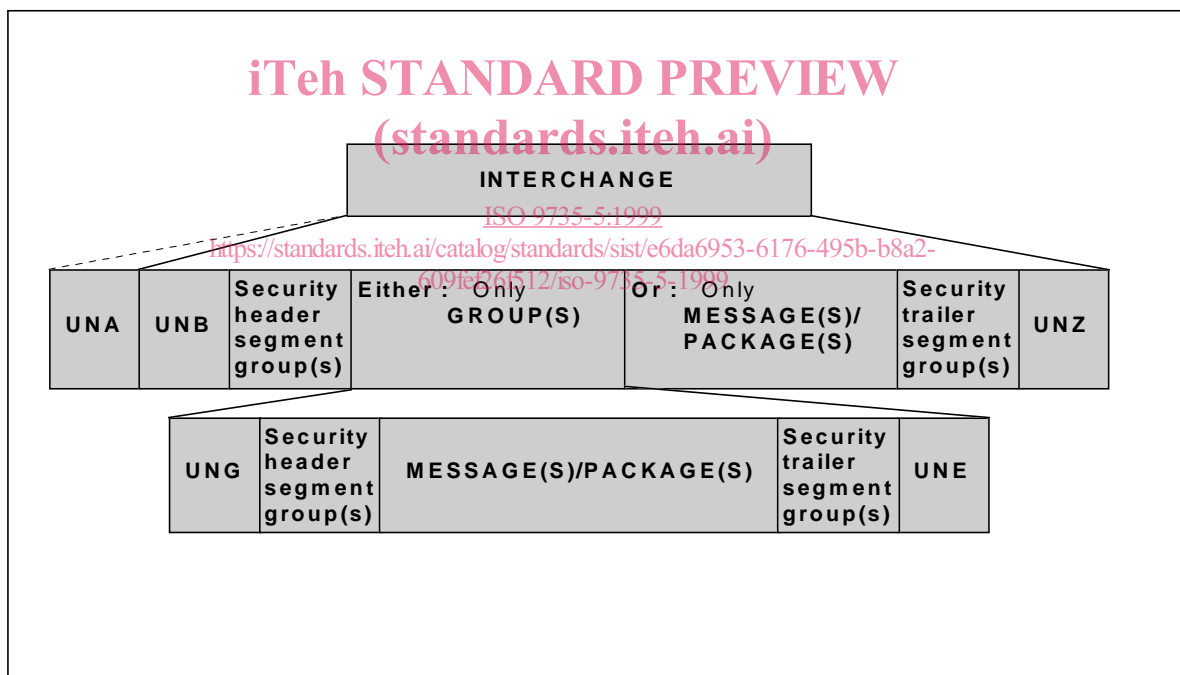 iTeh STANDARD PREVIEW
(standards.iteh.ai)
INTERCHANGE
ISO 9735-5:1999
https://standards.iteh.ai/catalog/standards/sist/e6da6953-6176-495b-b8a2-
609fef26f512/iso-9735-5-1999
UNA
UNB
Security
header
segment
group(s)
Either : Only
GROUP(S)
Or : Only
MESSAGE(S)/
PACKAGE(S)
Security
trailer
segment
group(s)
UNZ
UNG
Security
header
segment
group(s)
MESSAGE(S)/PACKAGE(S)
Security
trailer
segment
group(s)
UNE